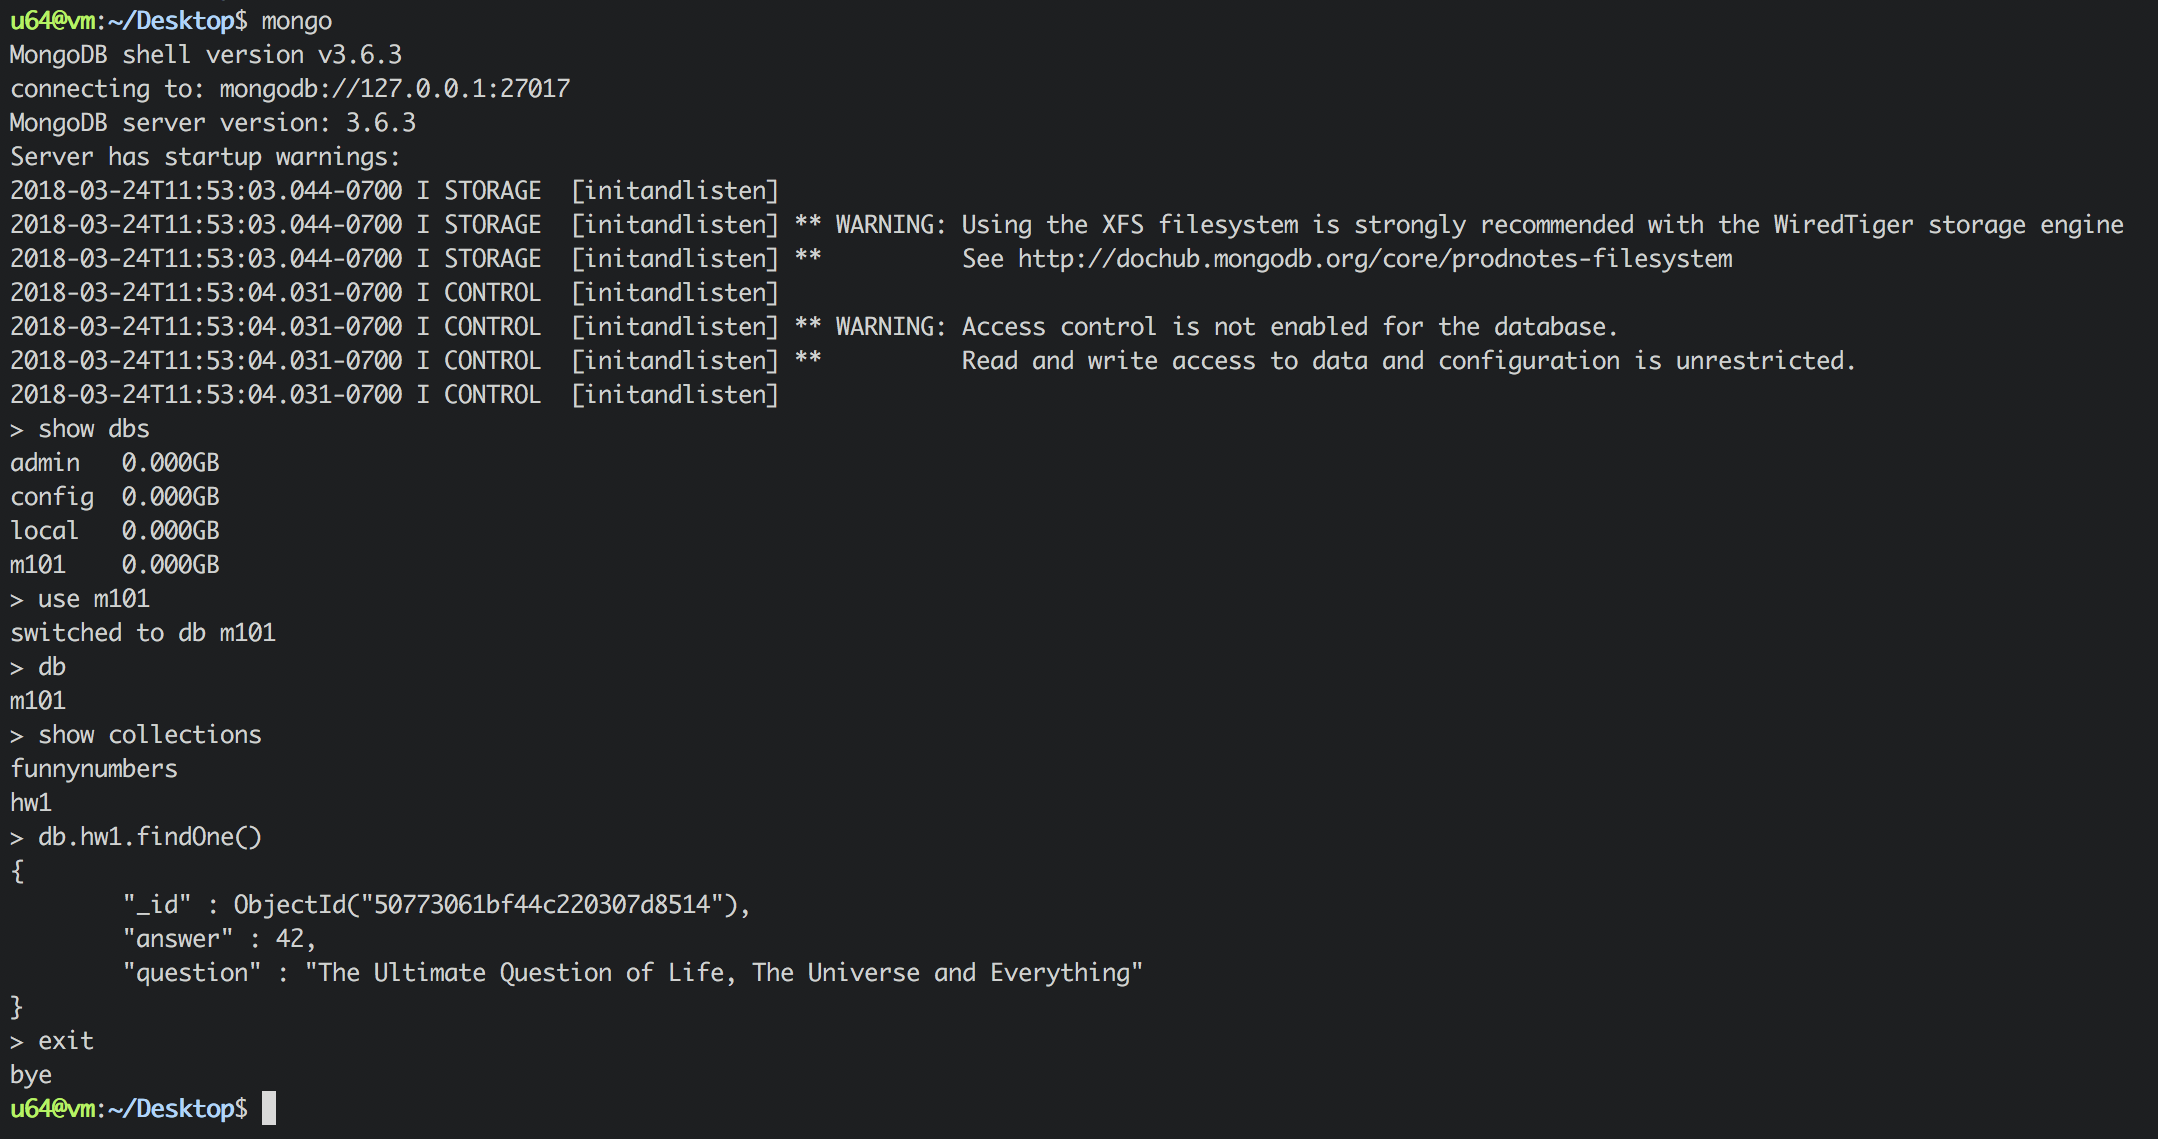 u64@vm:~/Desktop$ mongo
MongoDB shell version v3.6.3
connecting to: mongodb://127.0.0.1:27017
MongoDB server version: 3.6.3
Server has startup warnings:
2018-03-24T11:53:03.044-0700 I STORAGE  [initandlisten]
2018-03-24T11:53:03.044-0700 I STORAGE  [initandlisten] ** WARNING: Using the XFS filesystem is strongly recommended with the WiredTiger storage engine
2018-03-24T11:53:03.044-0700 I STORAGE  [initandlisten] **          See http://dochub.mongodb.org/core/prodnotes-filesystem
2018-03-24T11:53:04.031-0700 I CONTROL  [initandlisten]
2018-03-24T11:53:04.031-0700 I CONTROL  [initandlisten] ** WARNING: Access control is not enabled for the database.
2018-03-24T11:53:04.031-0700 I CONTROL  [initandlisten] **          Read and write access to data and configuration is unrestricted.
2018-03-24T11:53:04.031-0700 I CONTROL  [initandlisten]
> show dbs
admin   0.000GB
config  0.000GB
local   0.000GB
m101    0.000GB
> use m101
switched to db m101
> db
m101
> show collections
funnynumbers
hw1
> db.hw1.findOne()
{
        "_id" : ObjectId("50773061bf44c220307d8514"),
        "answer" : 42,
        "question" : "The Ultimate Question of Life, The Universe and Everything"
}
> exit
bye
u64@vm:~/Desktop$